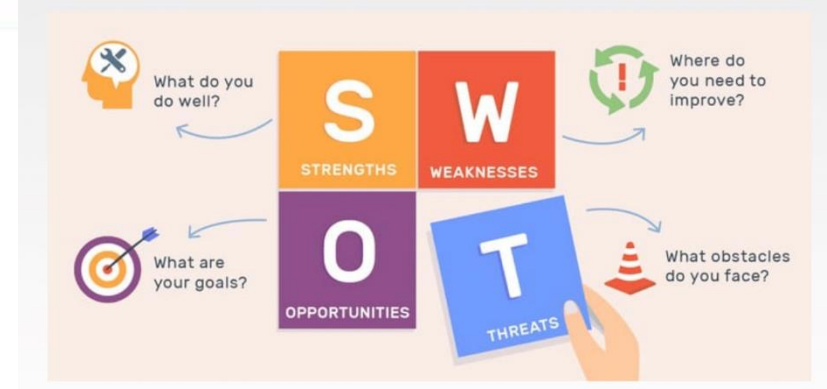 What do you
do well?
S
STRENGTHS
W
WEAKNESSES
Where do
you need to
improve?
What are
your goals?
O
OPPORTUNITIES
T
THREATS
What obstacles
do you face?